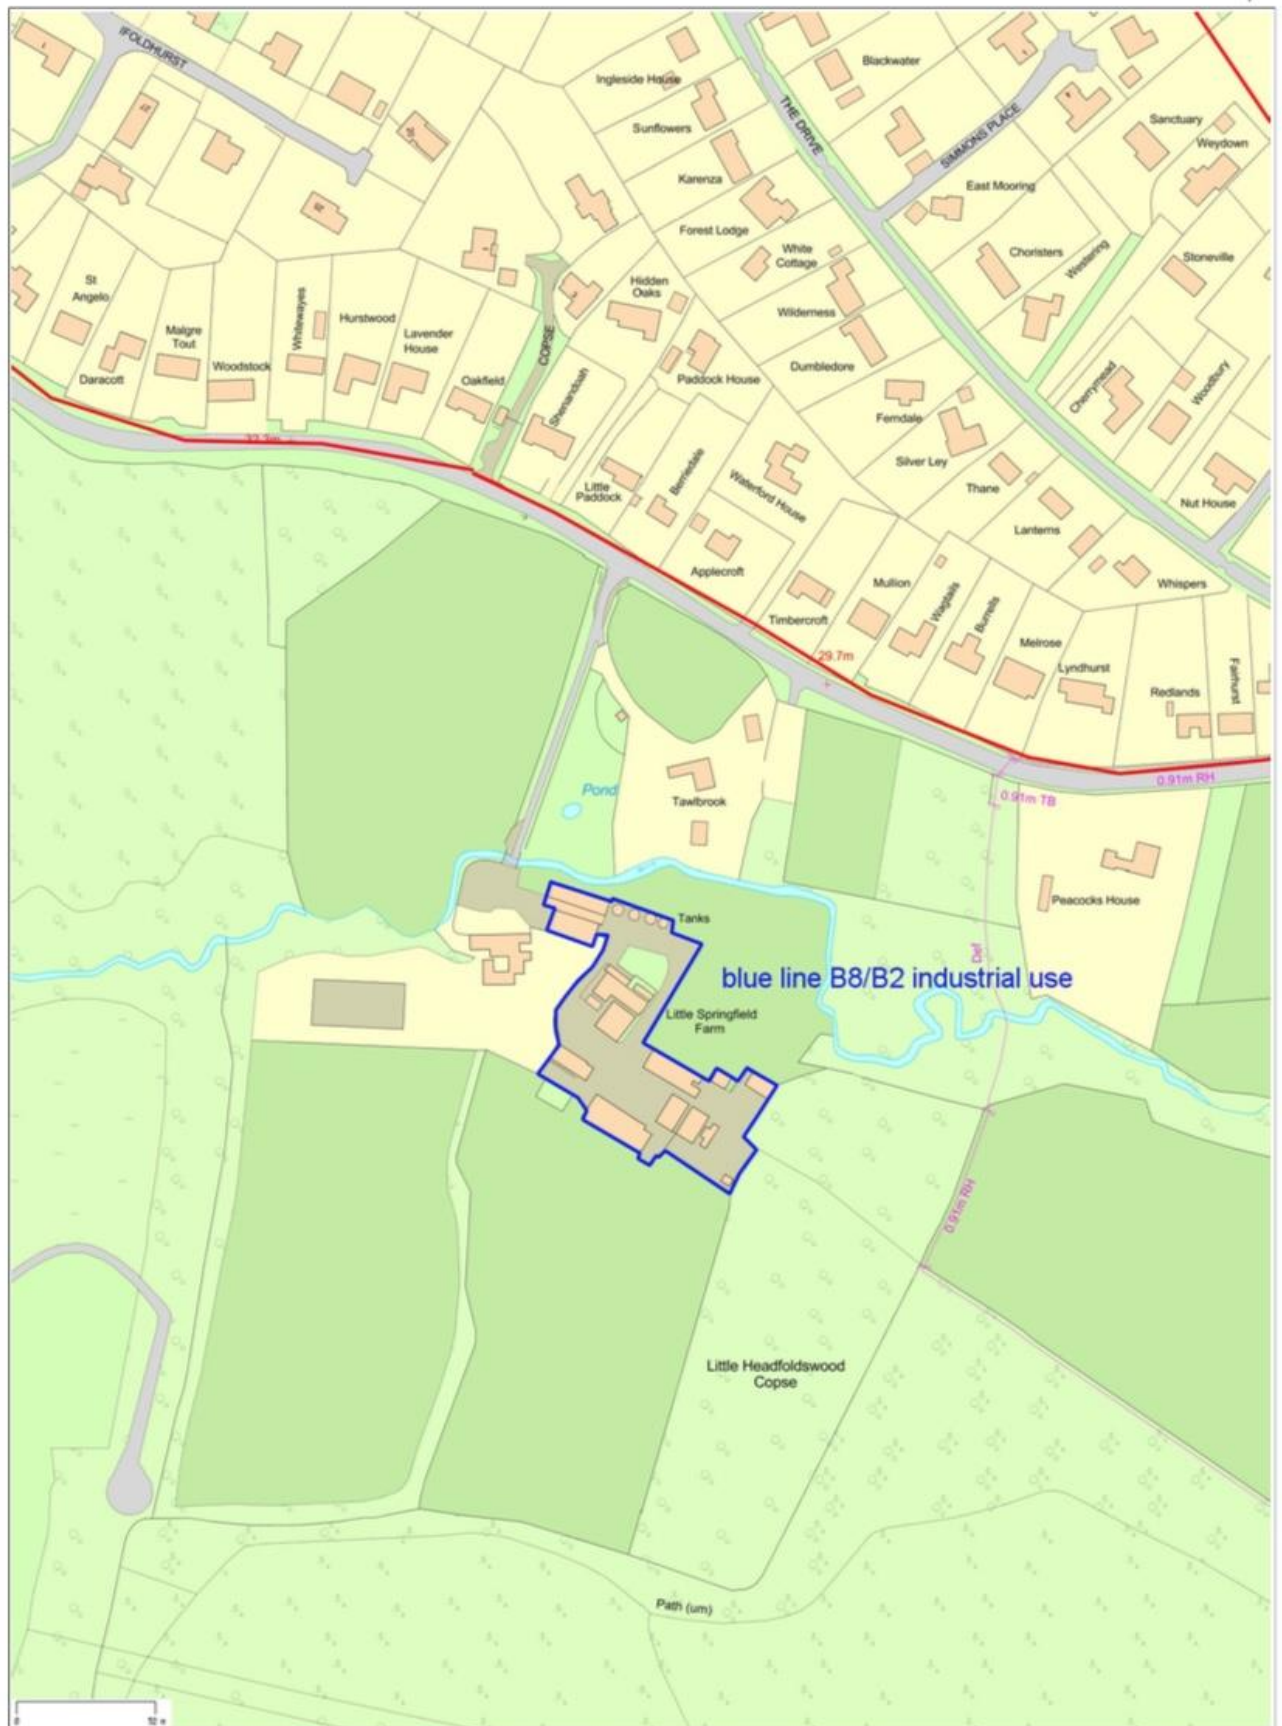 IFOLDHURST
Ingleside House
Blackwater
THE DRIVE
Sunflowers
SIMMONS PLACE
Sanctuary
Weydown
Karenza
East Mooring
Forest Lodge
White
Cottage
Choristers
Westering
Stoneville
St
Angelo
Hidden
Oaks
Whitewayes
Hurstwood
Wilderness
Malgre
Tout
Lavender
House
COPSE
Daracott
Woodstock
Oakfield
Shenandoah
Paddock House
Dumbledore
Cherrymead
Woodbury
Ferndale
Silver Ley
Little
Paddock
Berriedale
Waterford House
Thane
Nut House
Lanterns
Applecroft
Mullion
Wagtails
Burrells
Whispers
Timbercroft
Melrose
29.7m
Lyndhurst
Redlands
Fairhurst
0.91m RH
0.91m TB
Pond
Tawlbrook
Peacocks House
Tanks
Def
blue line B8/B2 industrial use
Little Springfield
Farm
0.91m RH
Little Headfoldswood
Copse
Path (um)